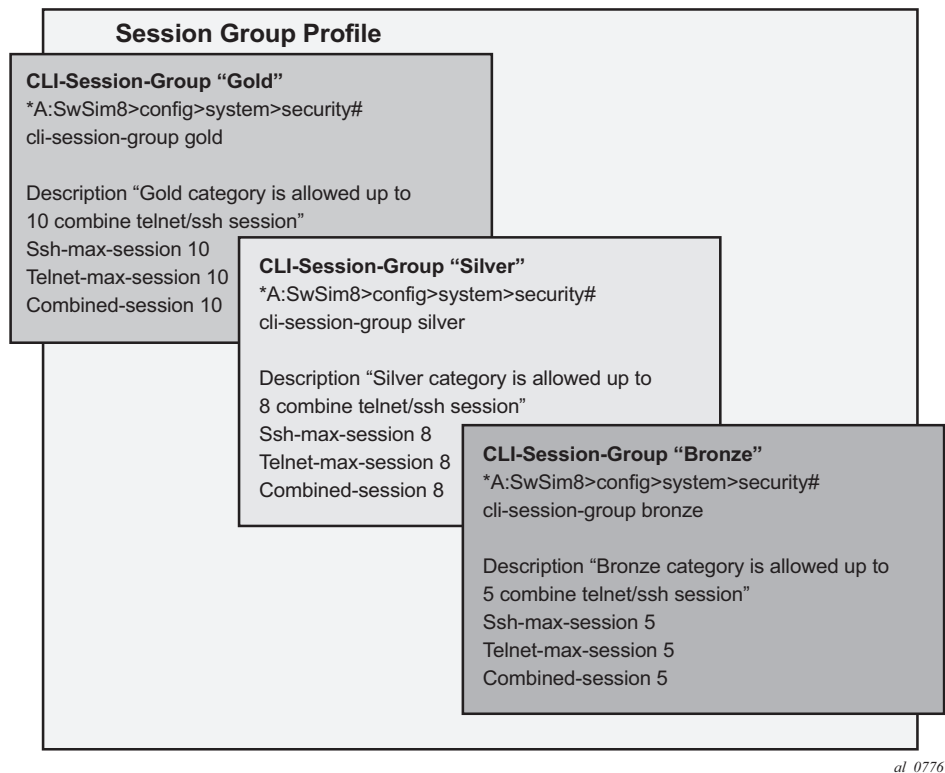 Session Group Profile
CLI-Session-Group “Gold”
*A:SwSim8>config>system>security#
cli-session-group gold
Description “Gold category is allowed up to
10 combine telnet/ssh session”
Ssh-max-session 10
Telnet-max-session 10
Combined-session 10
CLI-Session-Group “Silver”
*A:SwSim8>config>system>security#
cli-session-group silver
Description “Silver category is allowed up to
8 combine telnet/ssh session”
Ssh-max-session 8
Telnet-max-session 8
Combined-session 8
CLI-Session-Group “Bronze”
*A:SwSim8>config>system>security#
cli-session-group bronze
Description “Bronze category is allowed up to
5 combine telnet/ssh session”
Ssh-max-session 5
Telnet-max-session 5
Combined-session 5
al_0776